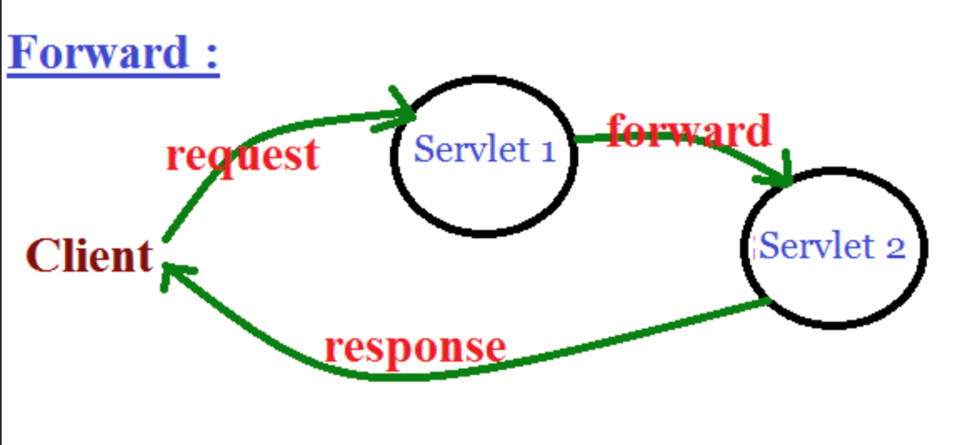 Forward :
request
Servlet 1
forward
Client
Servlet 2
response